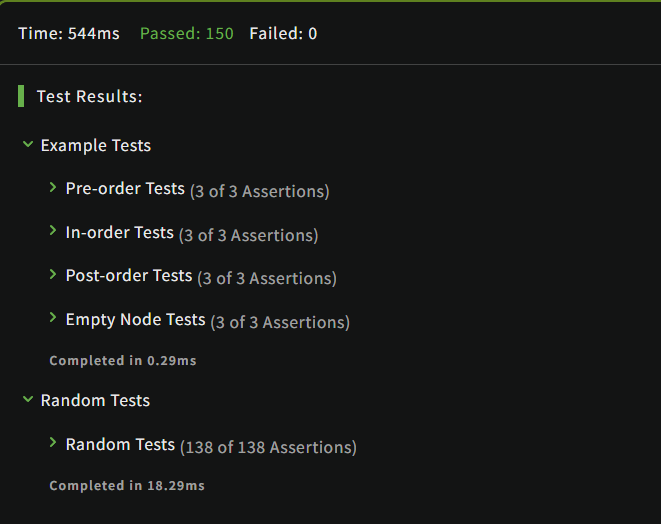 Time: 544ms Passed: 150 Failed: 0
Test Results:
Example Tests
Pre-order Tests (3 of 3 Assertions)
In-order Tests (3 of 3 Assertions)
Post-order Tests (3 of 3 Assertions)
Empty Node Tests (3 of 3 Assertions)
Completed in 0.29ms
Random Tests
Random Tests (138 of 138 Assertions)
Completed in 18.29ms